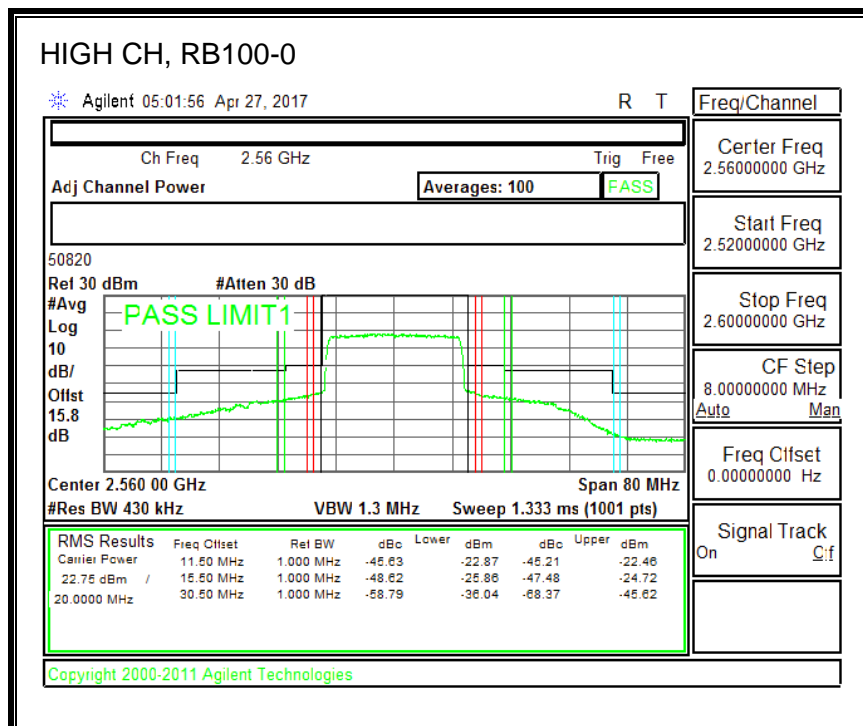 HIGH CH, RB100-0
Agilent 05:01:56 Apr 27, 2017 R T
Freq/Channel
Ch Freq 2.56 GHz Trig Free
Adj Channel Power Averages: 100 PASS
Center Freq
2.56000000 GHz
Start Freq
2.52000000 GHz
50820
Ref 30 dBm #Atten 30 dB
#Avg
Log
10
dB/
Offst
15.8
dB
PASS LIMIT1
Stop Freq
2.60000000 GHz
CF Step
8.00000000 MHz
Auto Man
Freq Offset
0.00000000 Hz
Center 2.560 00 GHz Span 80 MHz
#Res BW 430 kHz VBW 1.3 MHz Sweep 1.333 ms (1001 pts)
Signal Track
On Off
RMS Results Freq Offset Ref BW dBc Lower dBm dBc Upper dBm
Carrier Power 11.50 MHz 1.000 MHz -45.63 -22.87 -45.21 -22.46
22.75 dBm / 15.50 MHz 1.000 MHz -48.62 -25.86 -47.48 -24.72
20.0000 MHz 30.50 MHz 1.000 MHz -58.79 -36.04 -68.37 -45.62
Copyright 2000-2011 Agilent Technologies